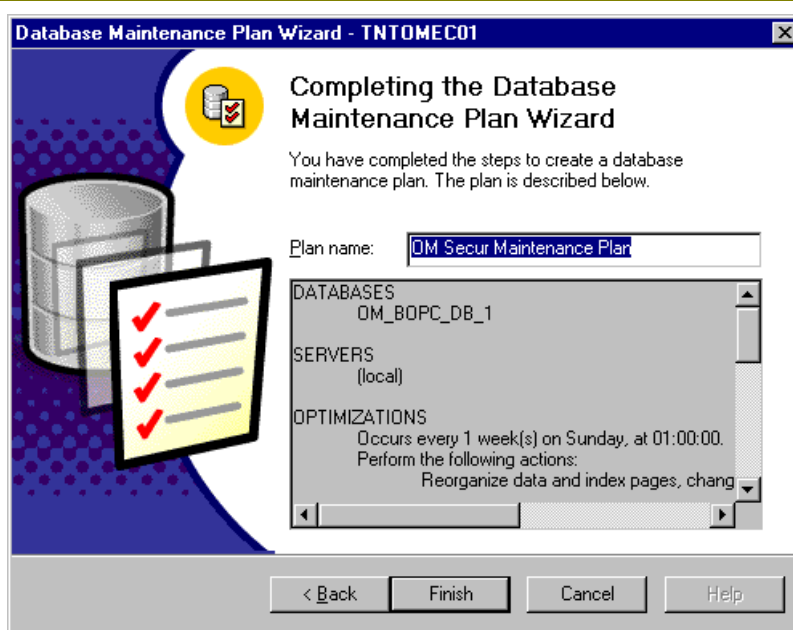 Database Maintenance Plan Wizard - TNTOMEC01
Completing the Database
Maintenance Plan Wizard
You have completed the steps to create a database
maintenance plan. The plan is described below.
Plan name: OM Secur Maintenance Plan
DATABASES
OM_BOPC_DB_1
SERVERS
(local)
OPTIMIZATIONS
Occurs every 1 week(s) on Sunday, at 01:00:00.
Perform the following actions:
Reorganize data and index pages, chang
< Back Finish Cancel Help